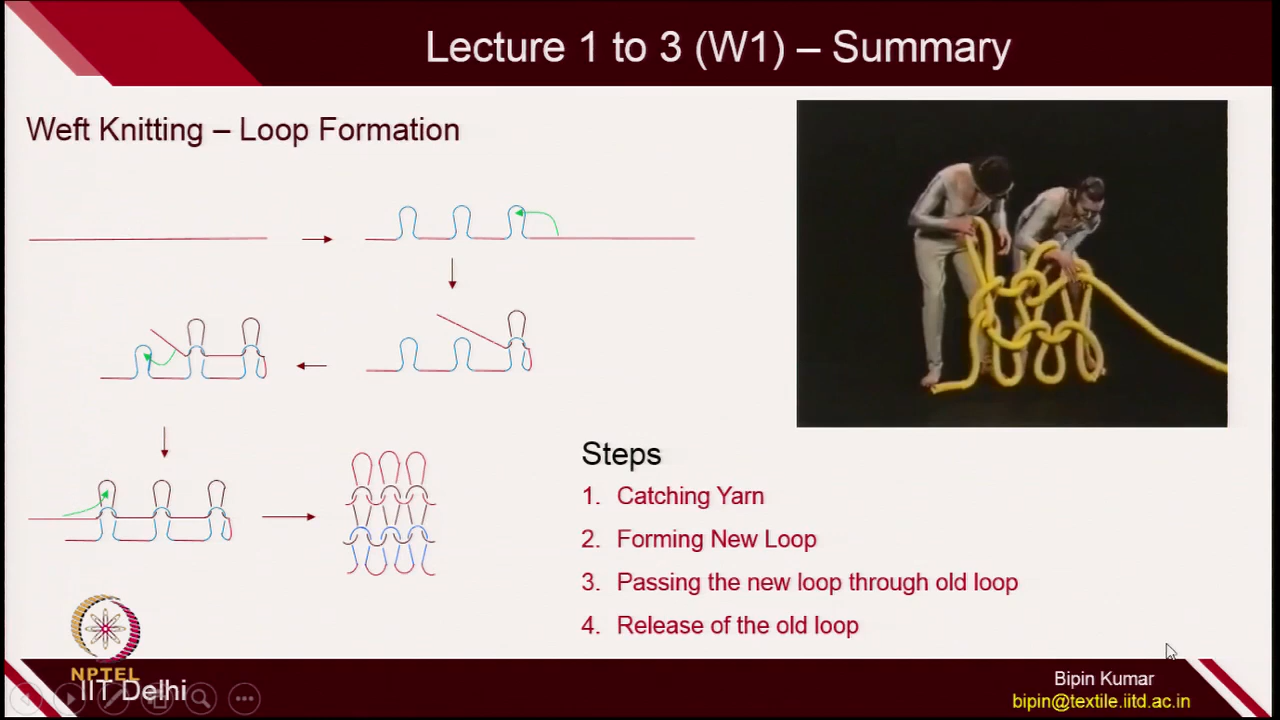 Lecture 1 to 3 (W1) – Summary
Weft Knitting – Loop Formation
Steps
1. Catching Yarn
2. Forming New Loop
3. Passing the new loop through old loop
4. Release of the old loop
NPTEL
IIT Delhi
Bipin Kumar
bipin@textile.iitd.ac.in